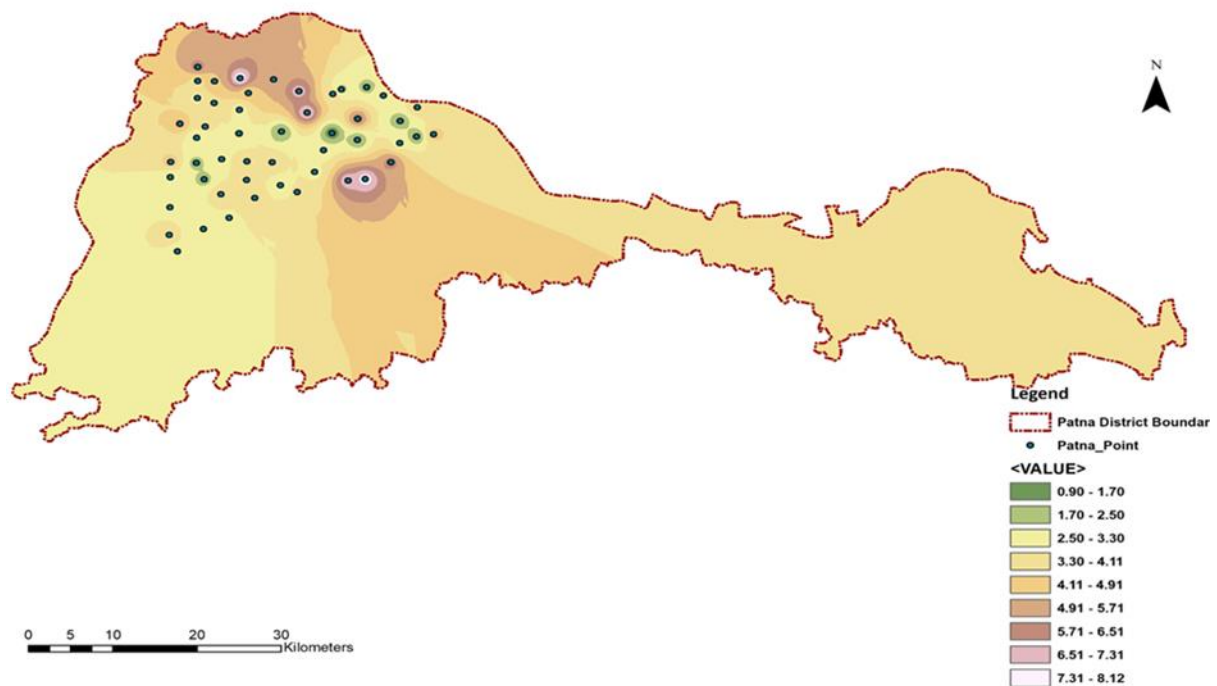 N
Legend
Patna District Boundar
Patna_Point
<VALUE>
0.90 - 1.70
1.70 - 2.50
2.50 - 3.30
3.30 - 4.11
4.11 - 4.91
4.91 - 5.71
5.71 - 6.51
6.51 - 7.31
7.31 - 8.12
0 5 10 20 30
Kilometers